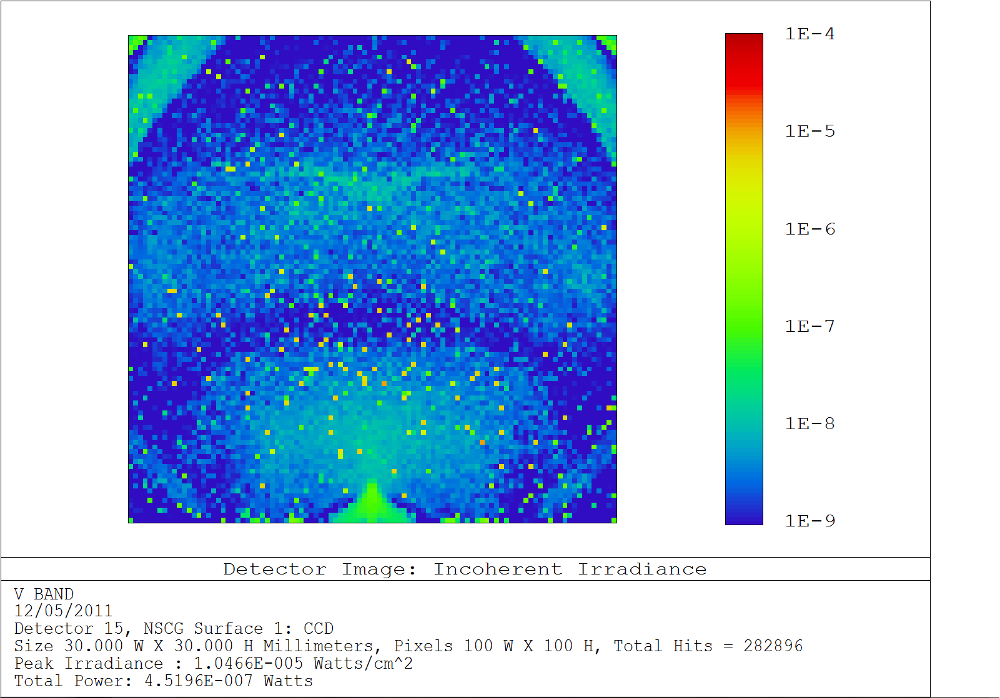 1E-4
1E-5
1E-6
1E-7
1E-8
1E-9
Detector Image: Incoherent Irradiance
V BAND
12/05/2011
Detector 15, NSCG Surface 1: CCD
Size 30.000 W X 30.000 H Millimeters, Pixels 100 W X 100 H, Total Hits = 282896
Peak Irradiance : 1.0466E-005 Watts/cm^2
Total Power: 4.5196E-007 Watts